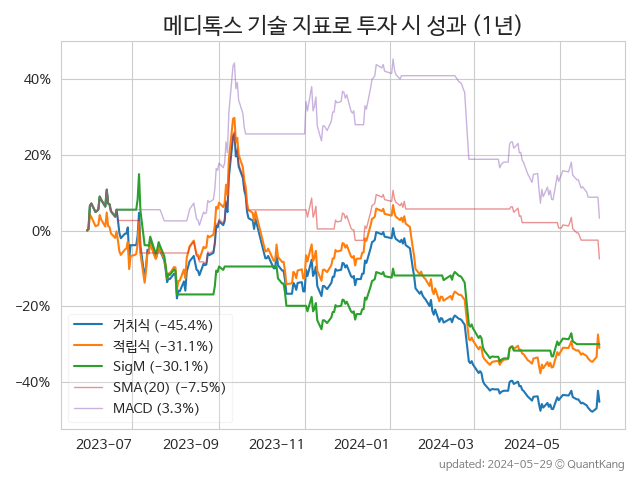 메디톡스 기술 지표로 투자 시 성과 (1년)
40%
20%
0%
−20%
−40%
거치식 (−45.4%)
적립식 (−31.1%)
SigM (−30.1%)
SMA(20) (−7.5%)
MACD (3.3%)
2023−07 2023−09 2023−11 2024−01 2024−03 2024−05
updated: 2024−05−29 © QuantKang